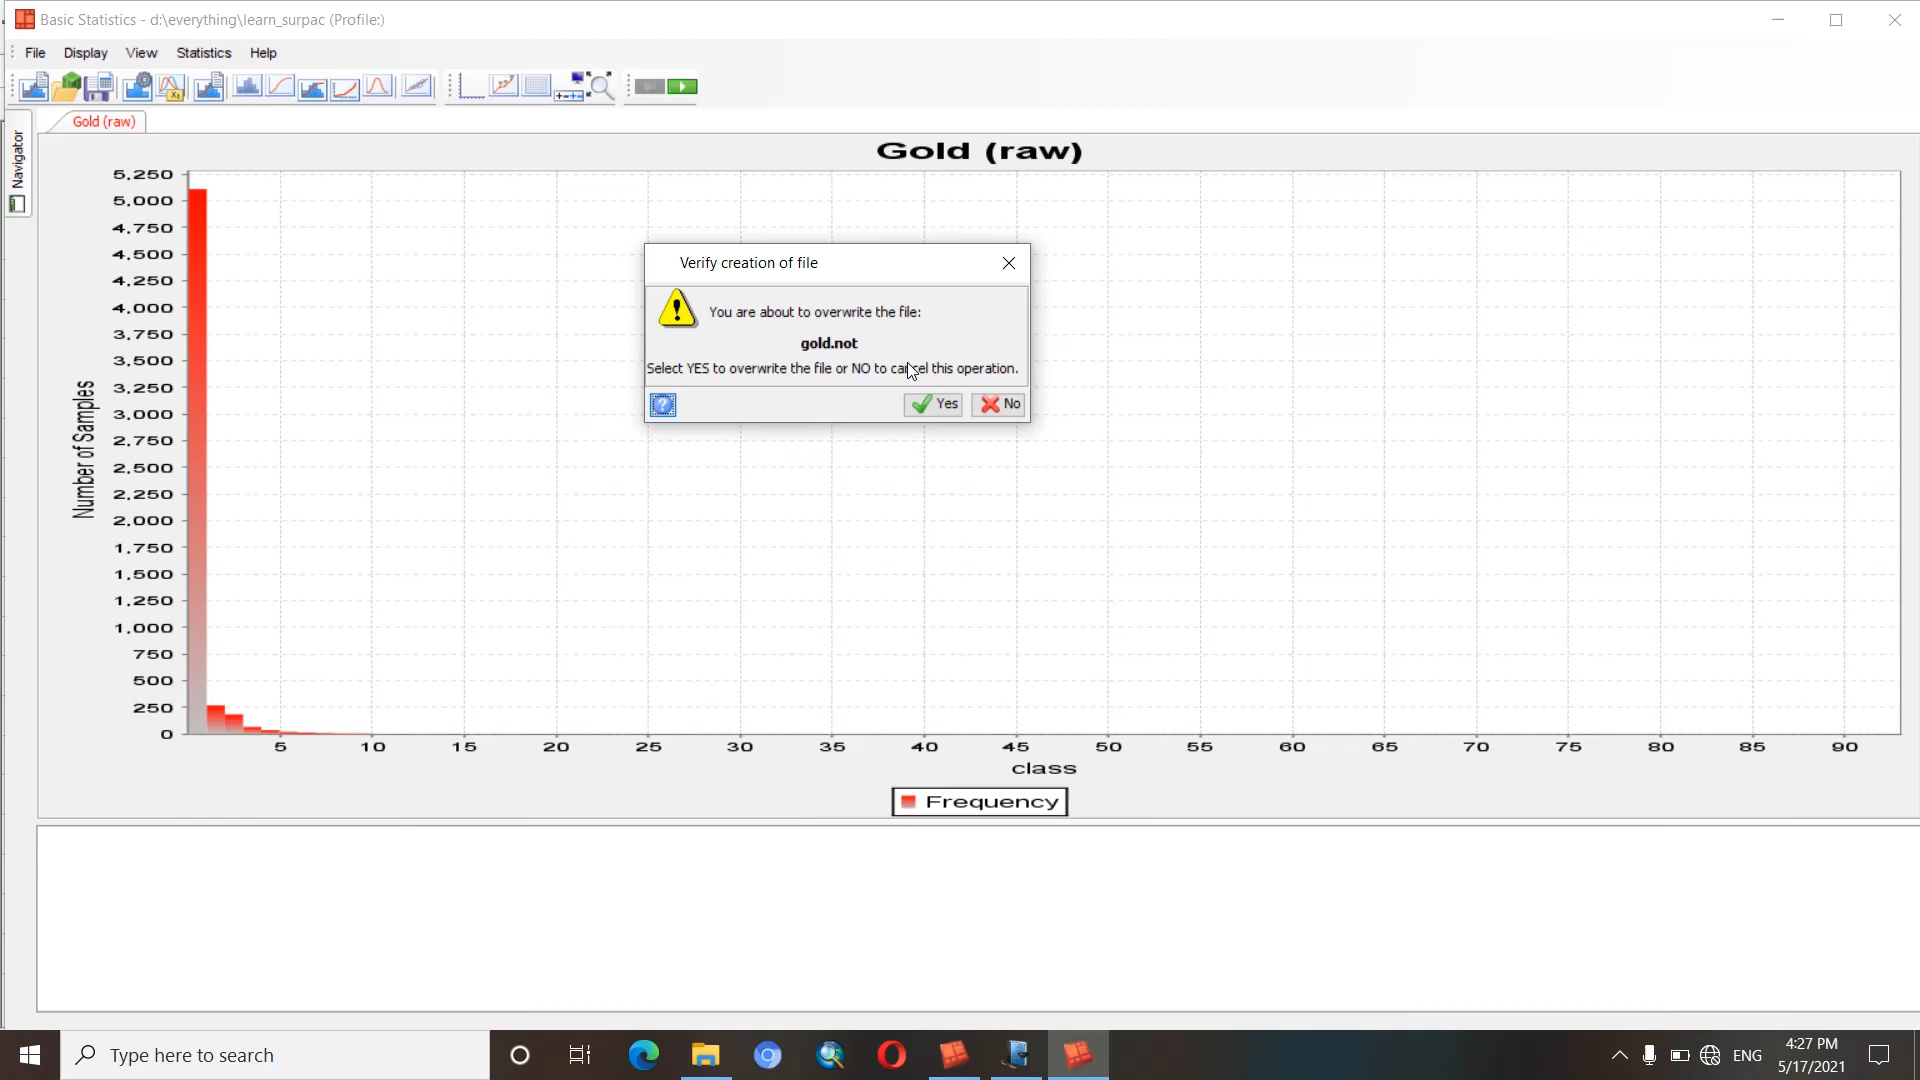 Basic Statistics - d:\everything\learn_surpac (Profile:)
File Display View Statistics Help
Navigator
Gold (raw)
Gold (raw)
5,250
5,000
4,750
4,500
4,250
4,000
3,750
3,500
3,250
3,000
2,750
2,500
2,250
2,000
1,750
1,500
1,250
1,000
750
500
250
0
Number of Samples
5 10 15 20 25 30 35 40 45 50 55 60 65 70 75 80 85 90
class
Frequency
Verify creation of file
You are about to overwrite the file:
gold.not
Select YES to overwrite the file or NO to cancel this operation.
Yes No
Type here to search
ENG
4:27 PM
5/17/2021